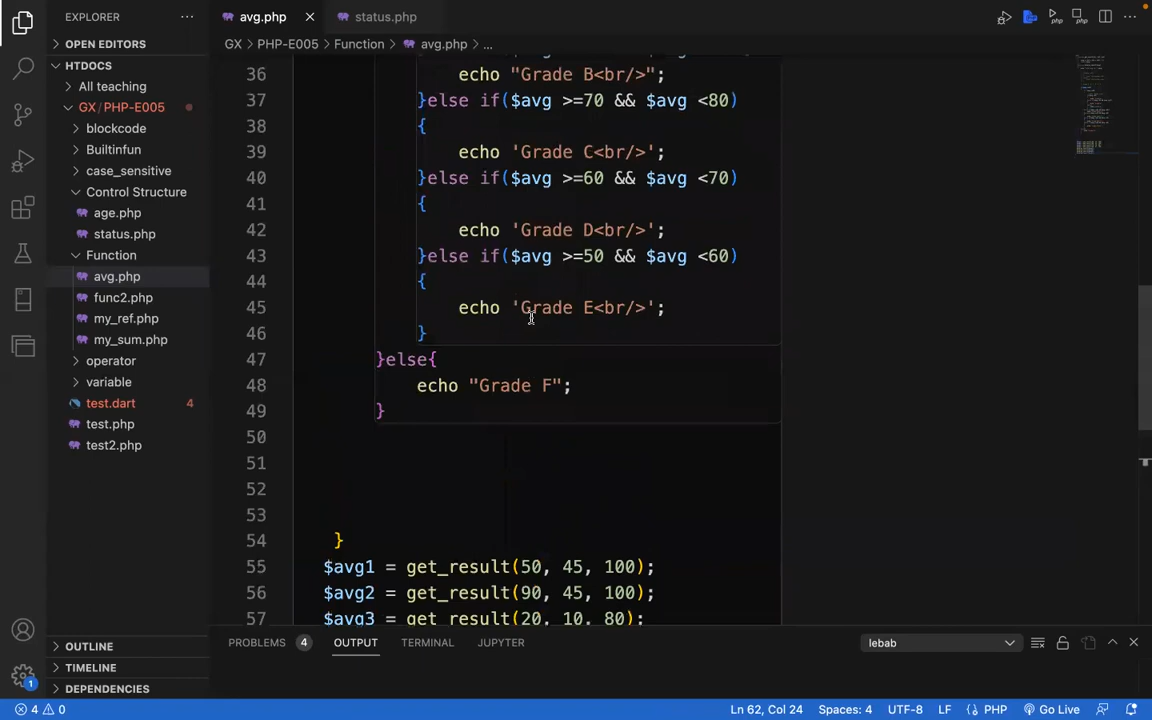 EXPLORER
avg.php
status.php
OPEN EDITORS
GX > PHP-E005 > Function > avg.php > ...
HTDOCS
All teaching
GX / PHP-E005
blockcode
Builtinfun
case_sensitive
Control Structure
age.php
status.php
Function
avg.php
func2.php
my_ref.php
my_sum.php
operator
variable
test.dart 4
test.php
test2.php
OUTLINE
TIMELINE
DEPENDENCIES
36 echo "Grade B<br/>";
37 }else if($avg >=70 && $avg <80)
38 {
39 echo 'Grade C<br/>';
40 }else if($avg >=60 && $avg <70)
41 {
42 echo 'Grade D<br/>';
43 }else if($avg >=50 && $avg <60)
44 {
45 echo 'Grade E<br/>';
46 }
47 }else{
48 echo "Grade F";
49 }
50
51
52
53
54 }
55 $avg1 = get_result(50, 45, 100);
56 $avg2 = get_result(90, 45, 100);
57 $avg3 = get_result(20, 10, 80);
PROBLEMS 4 OUTPUT TERMINAL JUPYTER lebab
1
4 0 Ln 62, Col 24 Spaces: 4 UTF-8 LF {} PHP Go Live